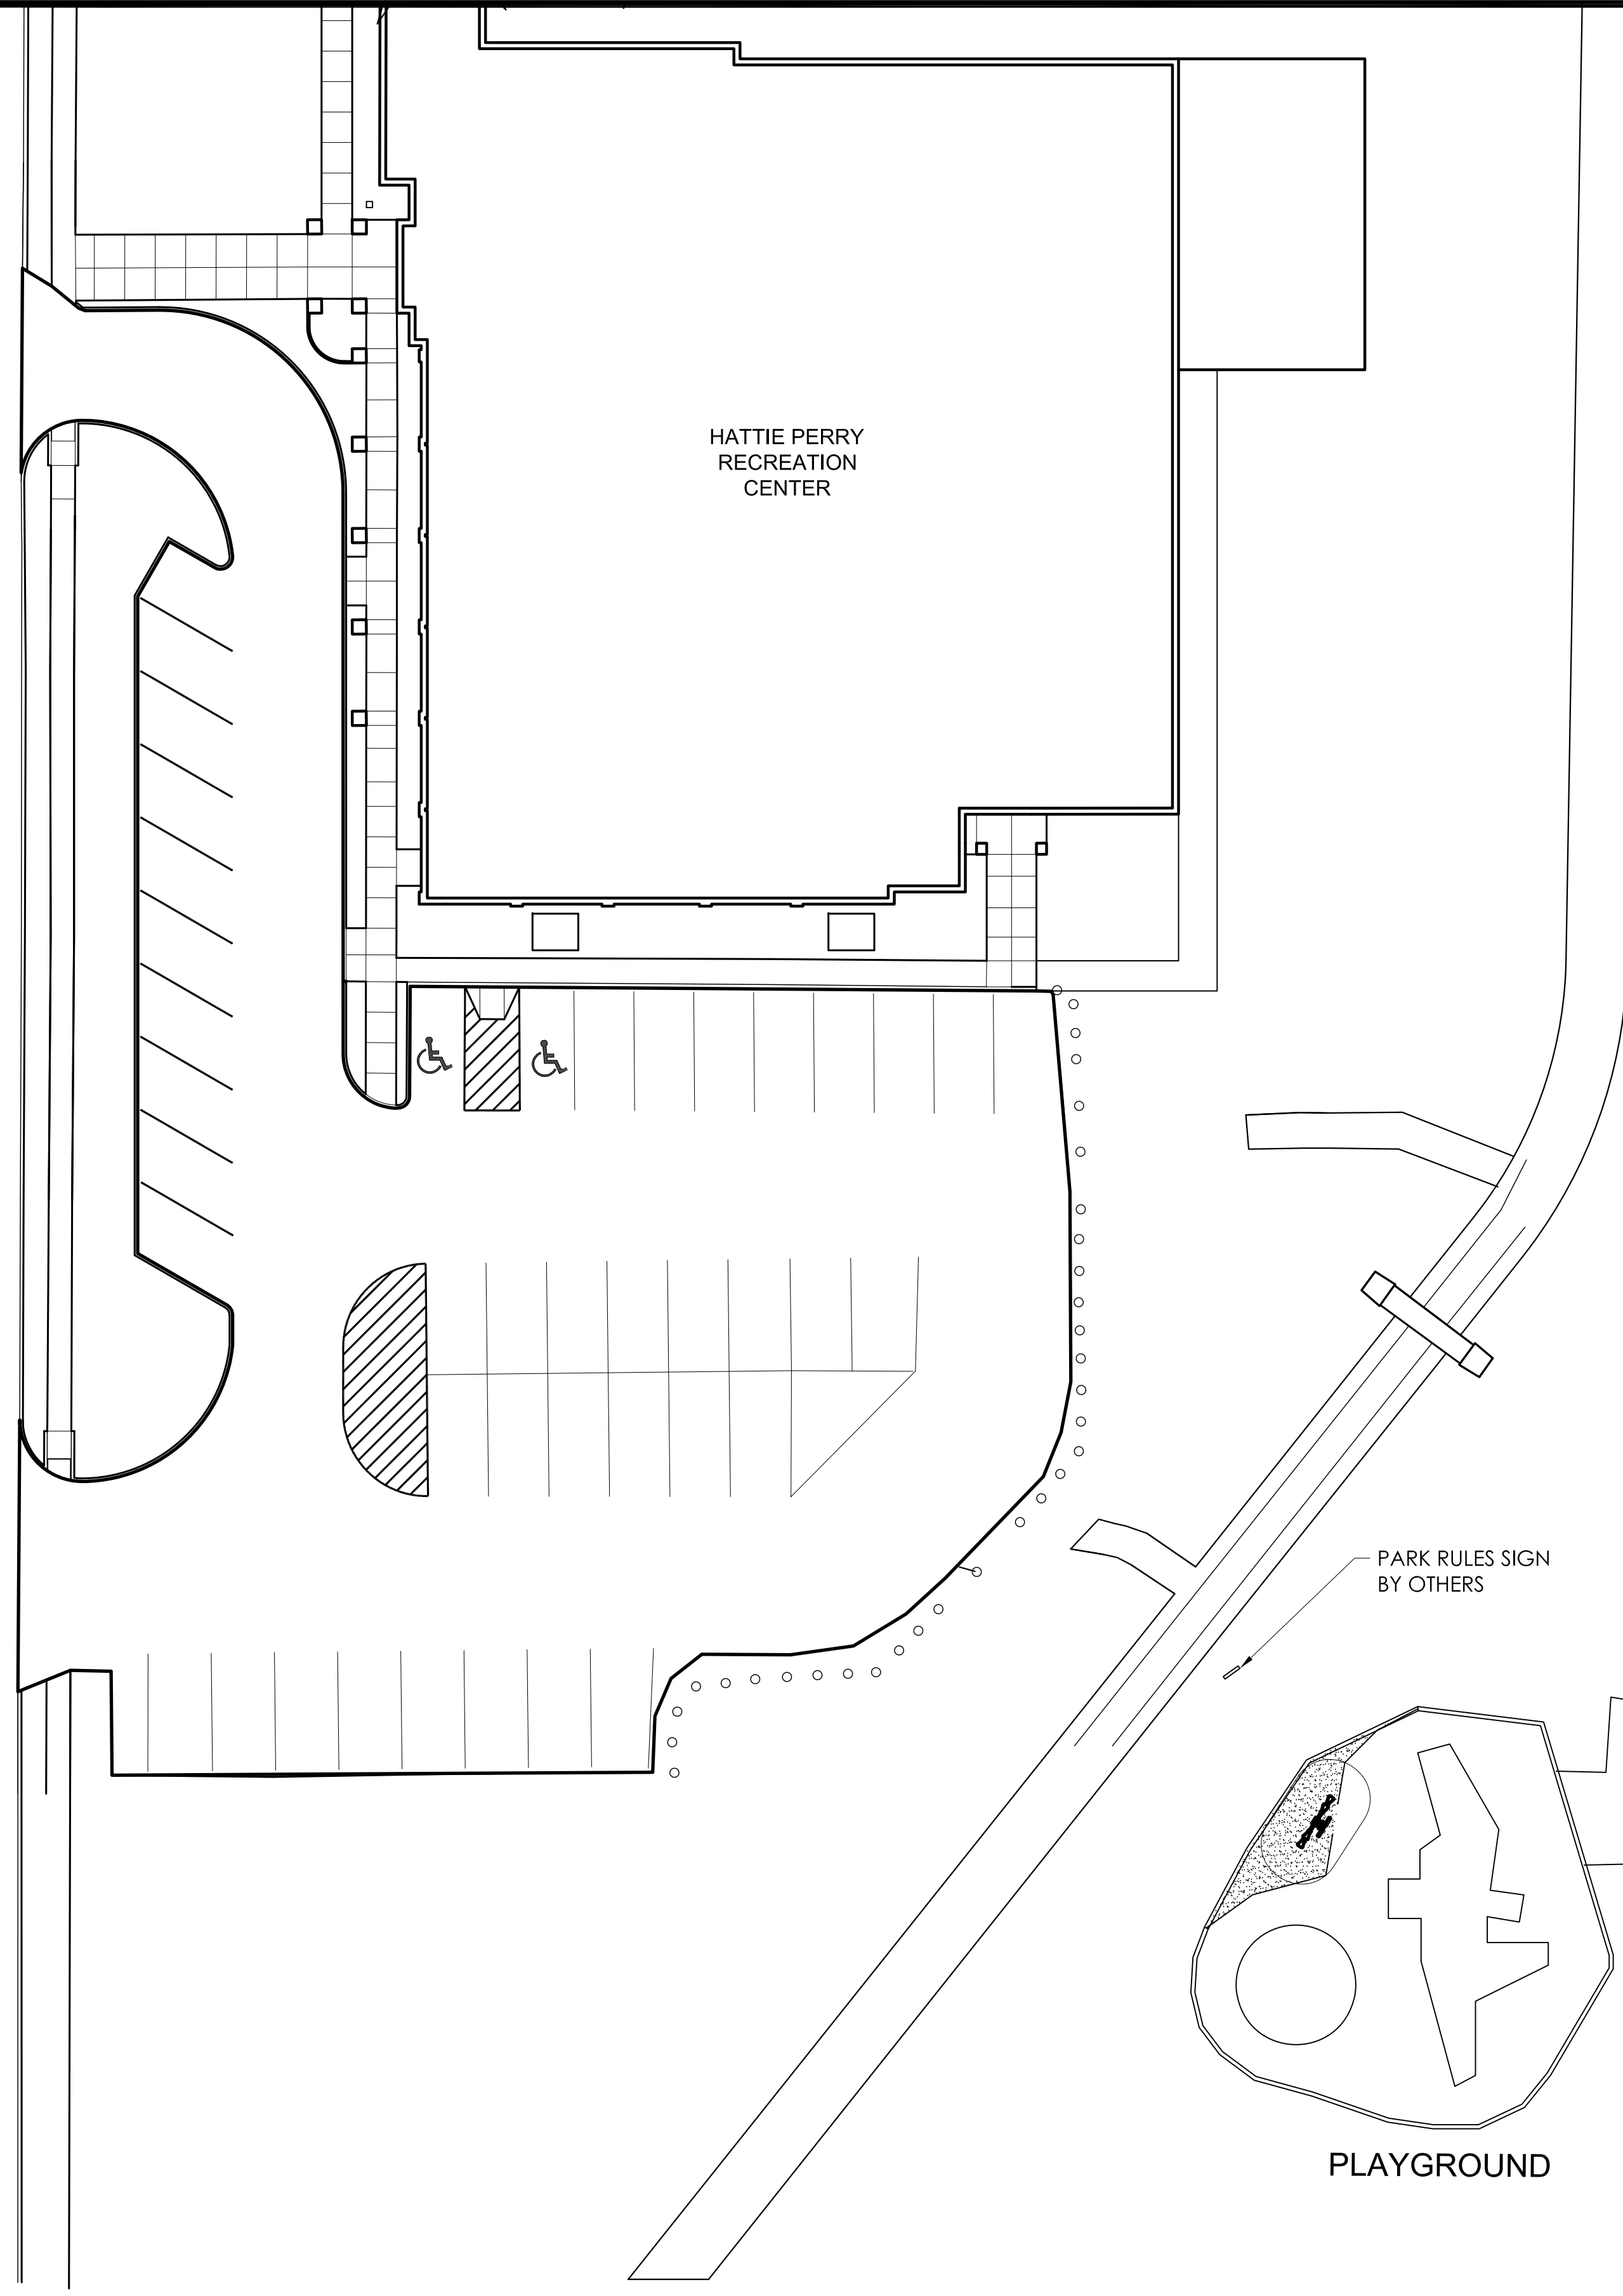 HATTIE PERRY
RECREATION
CENTER
PARK RULES SIGN
BY OTHERS
PLAYGROUND